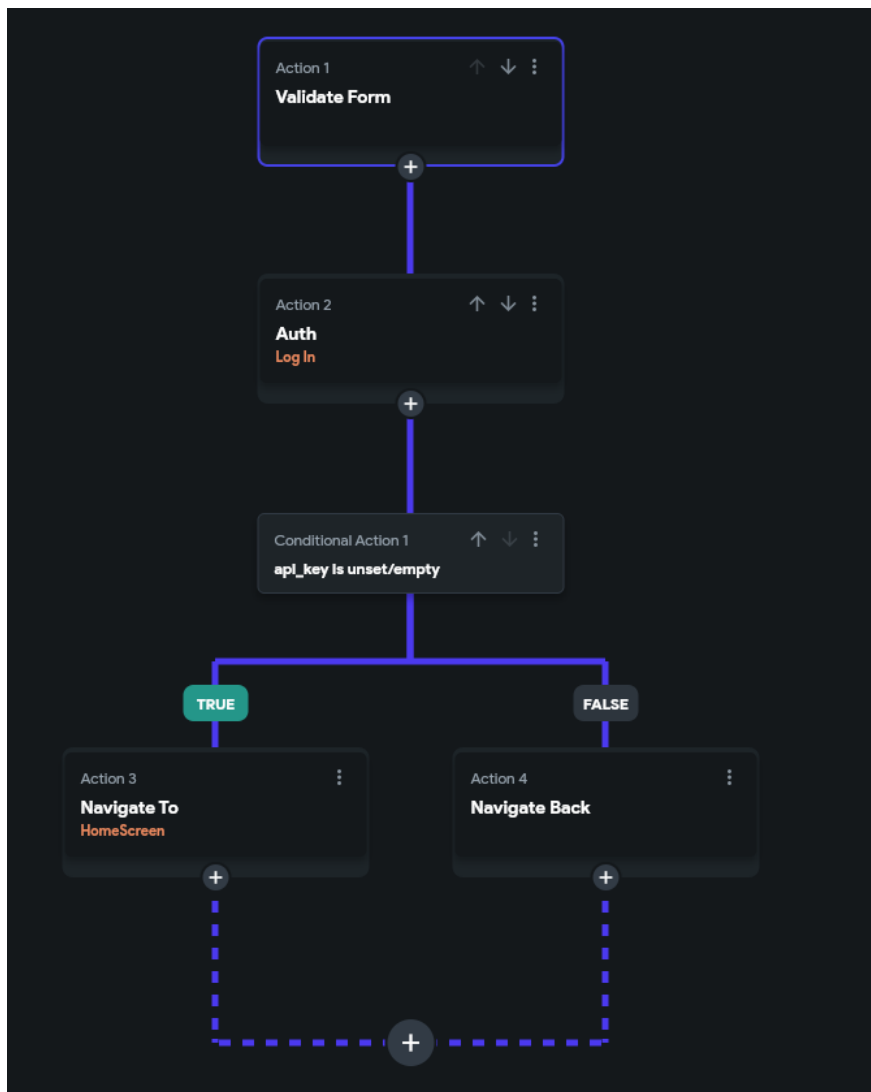 Action 1
Validate Form
Action 2
Auth
Log In
Conditional Action 1
api_key is unset/empty
TRUE
FALSE
Action 3
Navigate To
HomeScreen
Action 4
Navigate Back